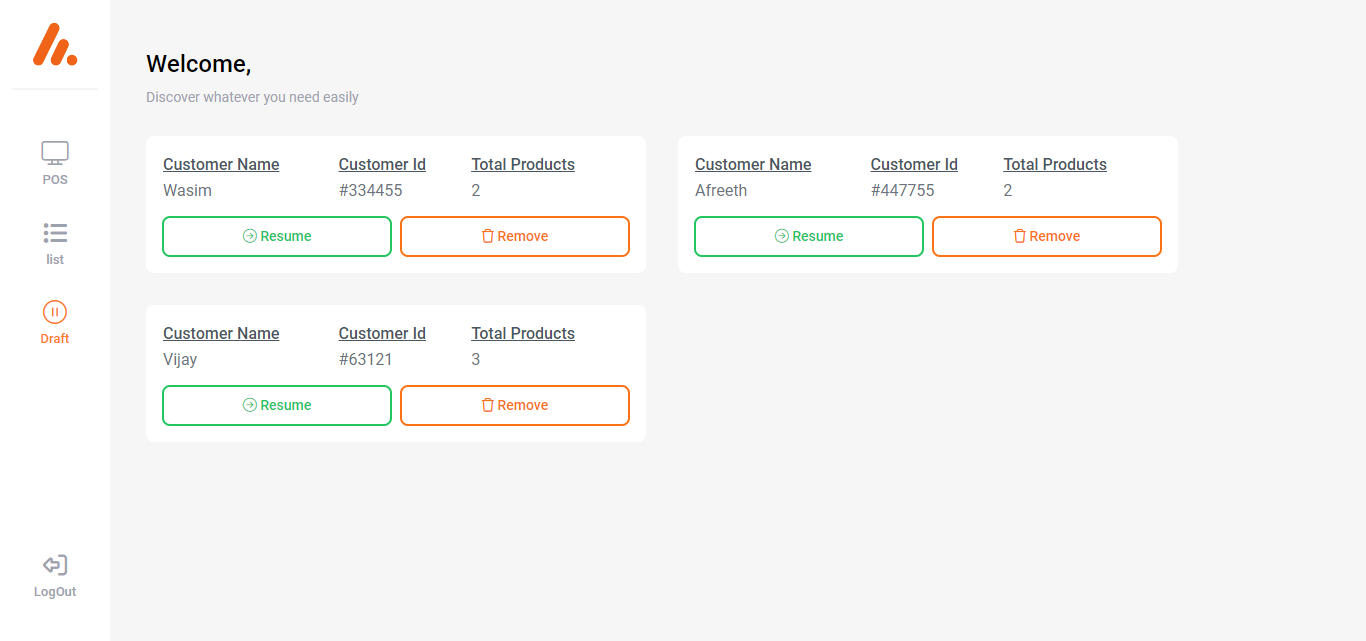 Welcome,
Discover whatever you need easily
POS
list
Draft
LogOut
Customer Name Customer Id Total Products
Wasim #334455 2
Resume Remove
Customer Name Customer Id Total Products
Afreeth #447755 2
Resume Remove
Customer Name Customer Id Total Products
Vijay #63121 3
Resume Remove